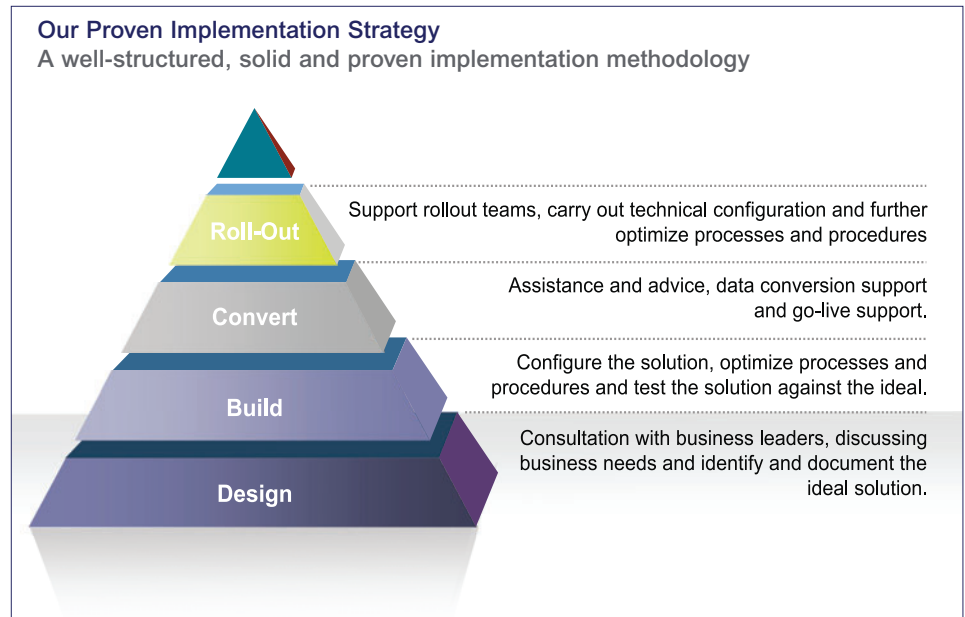 Our Proven Implementation Strategy
A well-structured, solid and proven implementation methodology
Roll-Out
Support rollout teams, carry out technical configuration and further
optimize processes and procedures
Convert
Assistance and advice, data conversion support
and go-live support.
Build
Configure the solution, optimize processes and
procedures and test the solution against the ideal.
Design
Consultation with business leaders, discussing
business needs and identify and document the
ideal solution.